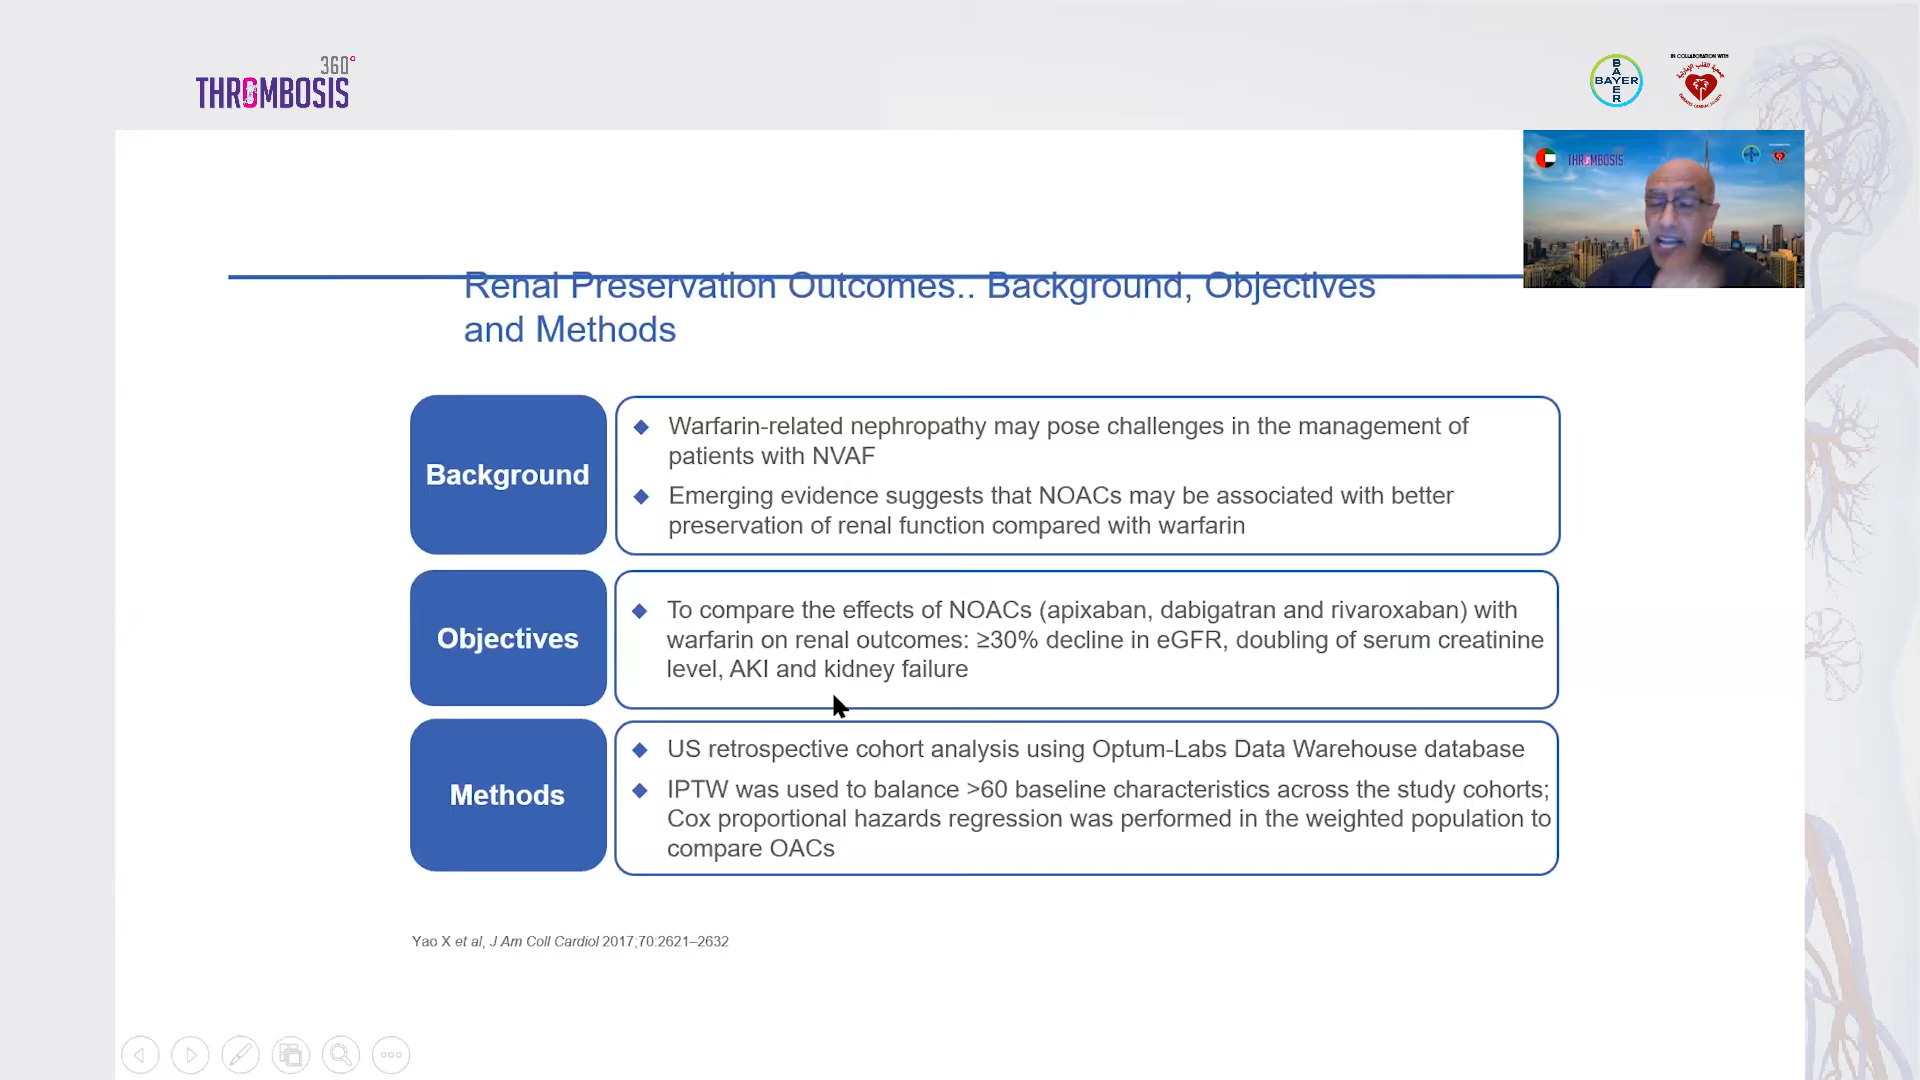 360°
THROMBOSIS
BAYER
BAYER
IN COLLABORATION WITH
THROMBOSIS
Renal Preservation Outcomes.. Background, Objectives
and Methods
Background
Warfarin-related nephropathy may pose challenges in the management of
patients with NVAF
Emerging evidence suggests that NOACs may be associated with better
preservation of renal function compared with warfarin
Objectives
To compare the effects of NOACs (apixaban, dabigatran and rivaroxaban) with
warfarin on renal outcomes: ≥30% decline in eGFR, doubling of serum creatinine
level, AKI and kidney failure
Methods
US retrospective cohort analysis using Optum-Labs Data Warehouse database
IPTW was used to balance >60 baseline characteristics across the study cohorts;
Cox proportional hazards regression was performed in the weighted population to
compare OACs
Yao X et al, J Am Coll Cardiol 2017;70:2621–2632